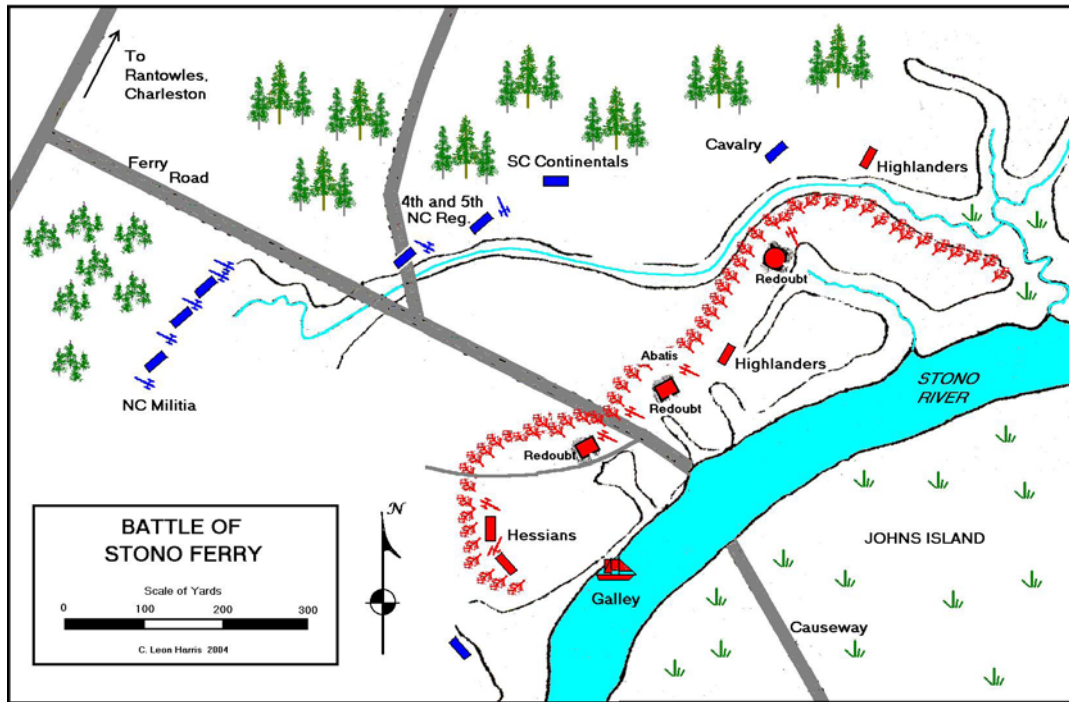 To
Rantowles,
Charleston
Ferry
Road
SC Continentals
Cavalry
Highlanders
4th and 5th
NC Reg.
NC Militia
Redoubt
Abatis
Highlanders
Redoubt
Redoubt
STONO
RIVER
Hessians
Galley
JOHNS ISLAND
Causeway
N
BATTLE OF
STONO FERRY
Scale of Yards
0 100 200 300
C. Leon Harris 2004